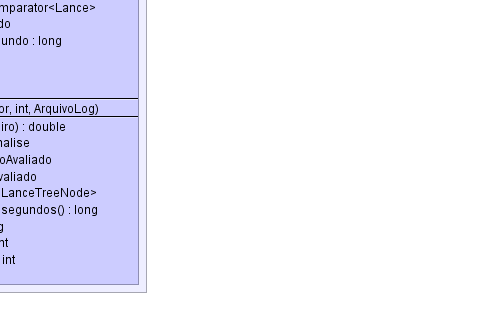 mparator<Lance>
do
undo : long
or, int, ArquivoLog)
iro) : double
nalise
oAvaliado
valiado
LanceTreeNode>
segundos() : long
g
nt
int